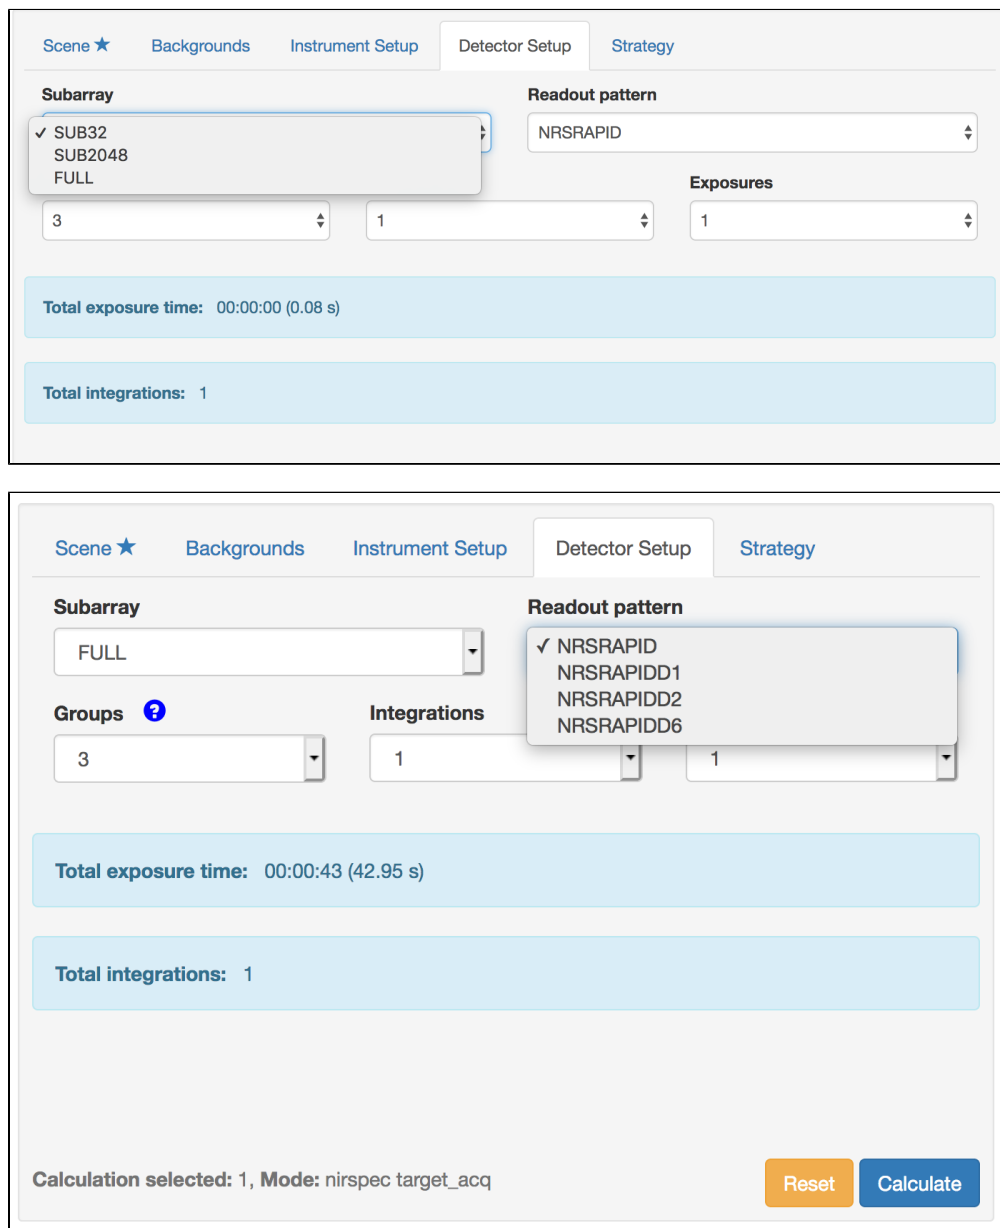 Scene ★ Backgrounds Instrument Setup Detector Setup Strategy
Subarray Readout pattern
✓ SUB32 NRSRAPID
SUB2048
FULL
Exposures
3 1 1
Total exposure time: 00:00:00 (0.08 s)
Total integrations: 1
Scene ★ Backgrounds Instrument Setup Detector Setup Strategy
Subarray Readout pattern
FULL ✓ NRSRAPID
NRSRAPIDD1
NRSRAPIDD2
NRSRAPIDD6
Groups ? Integrations
3 1 1
Total exposure time: 00:00:43 (42.95 s)
Total integrations: 1
Calculation selected: 1, Mode: nirspec target_acq Reset Calculate